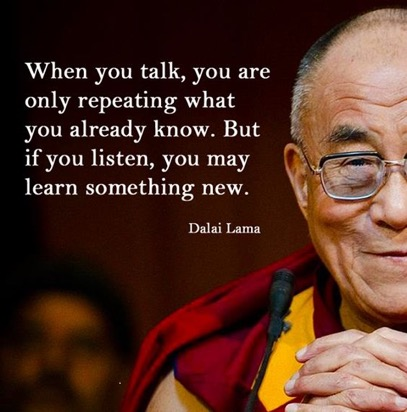 When you talk, you are
only repeating what
you already know. But
if you listen, you may
learn something new.
Dalai Lama